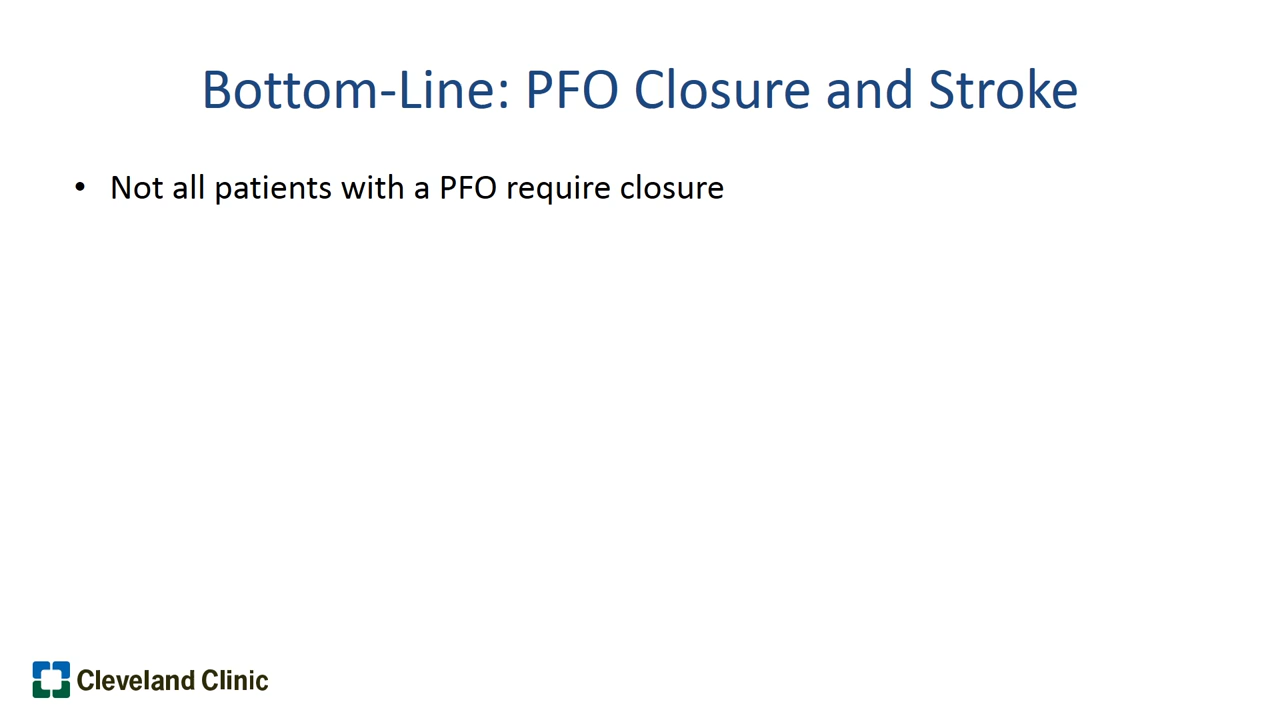 Bottom-Line: PFO Closure and Stroke
• Not all patients with a PFO require closure
Cleveland Clinic